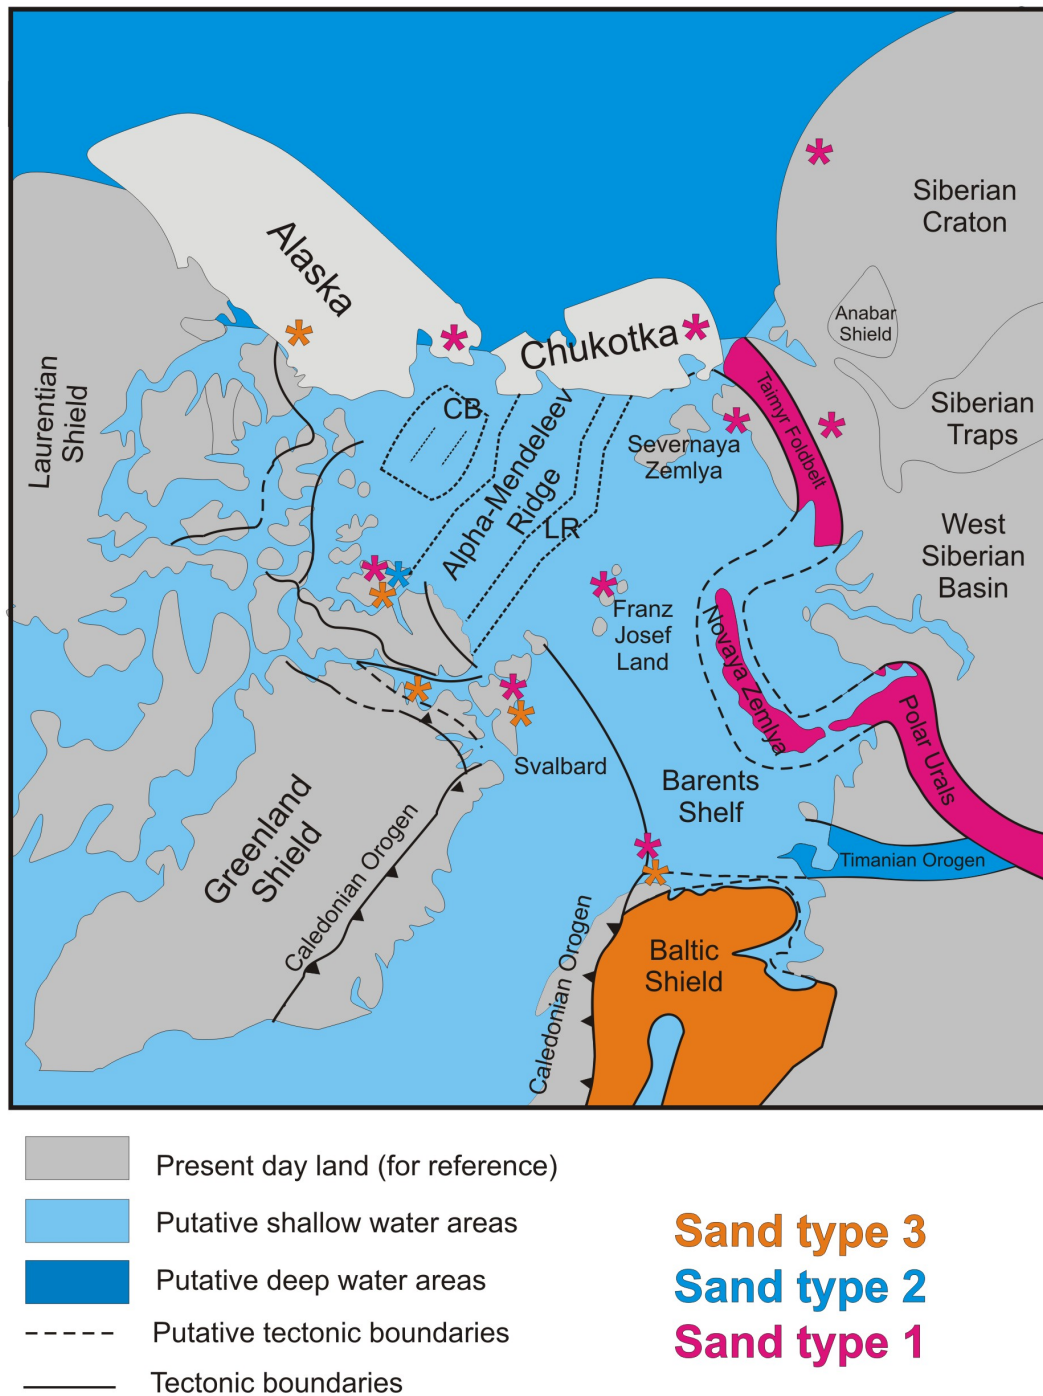 Siberian
Craton
Alaska
Anabar
Shield
Chukotka
Laurentian
Shield
CB
Taimyr Foldbelt
Siberian
Traps
Severnaya
Zemlya
Alpha-Mendeleev
Ridge
LR
West
Siberian
Basin
Franz
Josef
Land
Novaya Zemlya
Polar Urals
Svalbard
Barents
Shelf
Greenland
Shield
Caledonian Orogen
Timanian Orogen
Caledonian Orogen
Baltic
Shield
Present day land (for reference)
Putative shallow water areas
Putative deep water areas
Putative tectonic boundaries
Tectonic boundaries
Sand type 3
Sand type 2
Sand type 1